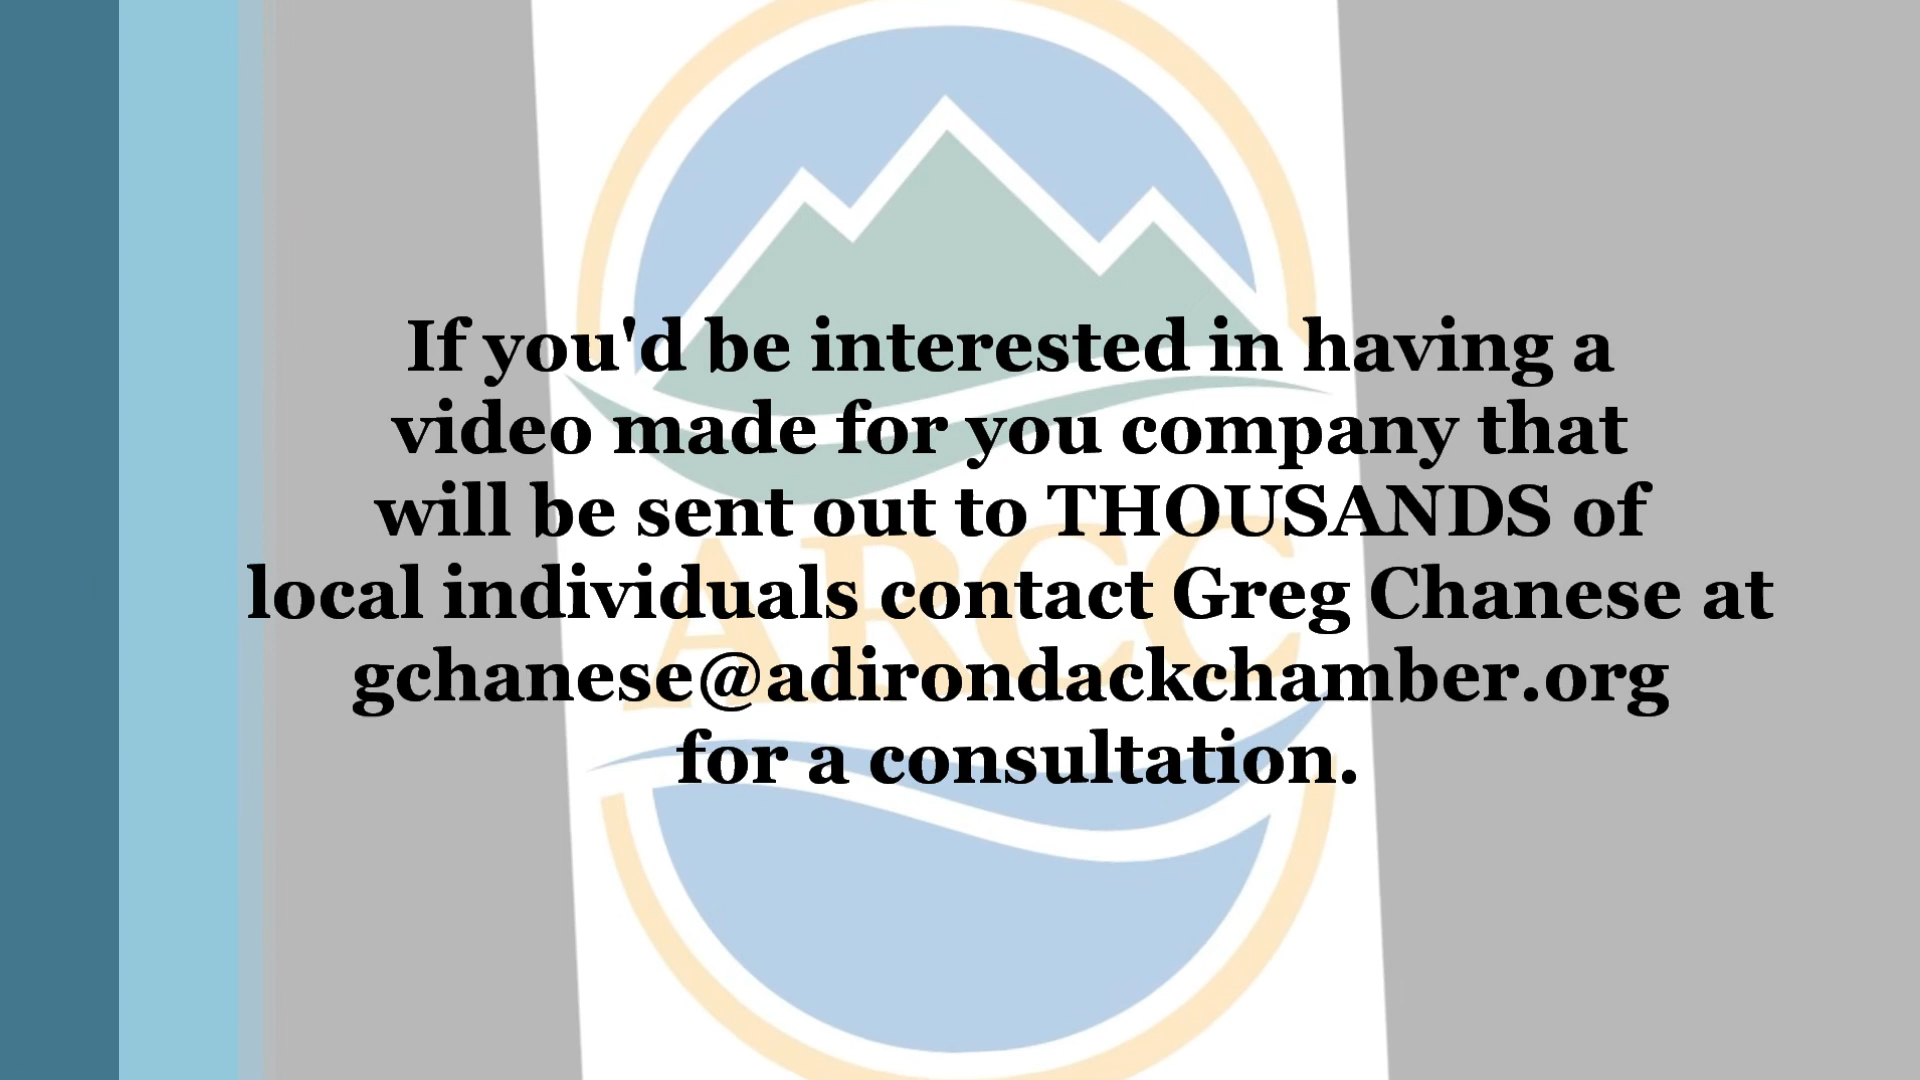 If you'd be interested in having a
video made for you company that
will be sent out to THOUSANDS of
local individuals contact Greg Chanese at
gchanese@adirondackchamber.org
for a consultation.
ARCC